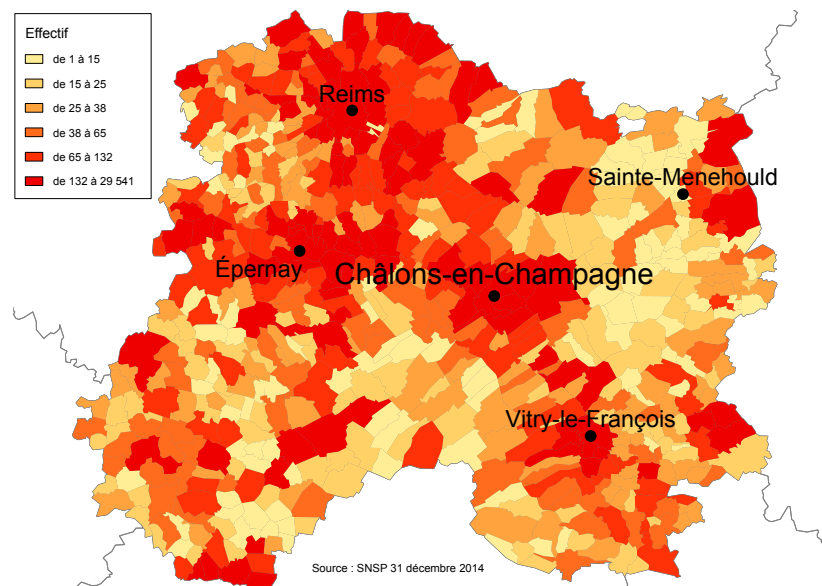 Effectif
de 1 à 15
de 15 à 25
de 25 à 38
de 38 à 65
de 65 à 132
de 132 à 29 541
Reims
Sainte-Menehould
Épernay
Châlons-en-Champagne
Vitry-le-François
Source : SNSP 31 décembre 2014